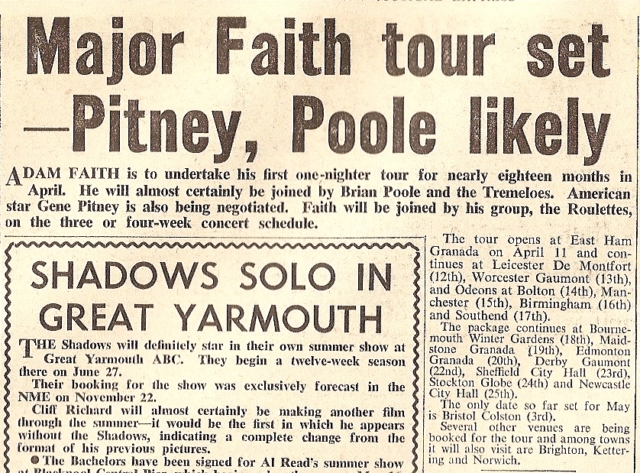 Major Faith tour set
—Pitney, Poole likely
ADAM FAITH is to undertake his first one-nighter tour for nearly eighteen months in
April. He will almost certainly be joined by Brian Poole and the Tremeloes. American
star Gene Pitney is also being negotiated. Faith will be joined by his group, the Roulettes,
on the three or four-week concert schedule.
SHADOWS SOLO IN
GREAT YARMOUTH
THE Shadows will definitely star in their own summer show at
Great Yarmouth ABC. They begin a twelve-week season
there on June 27.
Their booking for the show was exclusively forecast in the
NME on November 22.
Cliff Richard will almost certainly be making another film
through the summer—it would be the first in which he appears
without the Shadows, indicating a complete change from the
format of his previous pictures.
● The Bachelors have been signed for Al Read's summer show
The tour opens at East Ham
Granada on April 11 and con-
tinues at Leicester De Montfort
(12th), Worcester Gaumont (13th),
and Odeons at Bolton (14th), Man-
chester (15th), Birmingham (16th)
and Southend (17th).
The package continues at Bourne-
mouth Winter Gardens (18th), Maid-
stone Granada (19th), Edmonton
Granada (20th), Derby Gaumont
(22nd), Sheffield City Hall (23rd),
Stockton Globe (24th) and Newcastle
City Hall (25th).
The only date so far set for May
is Bristol Colston (3rd).
Several other venues are being
booked for the tour and among towns
it will also visit are Brighton, Ketter-
ing and Norwich.